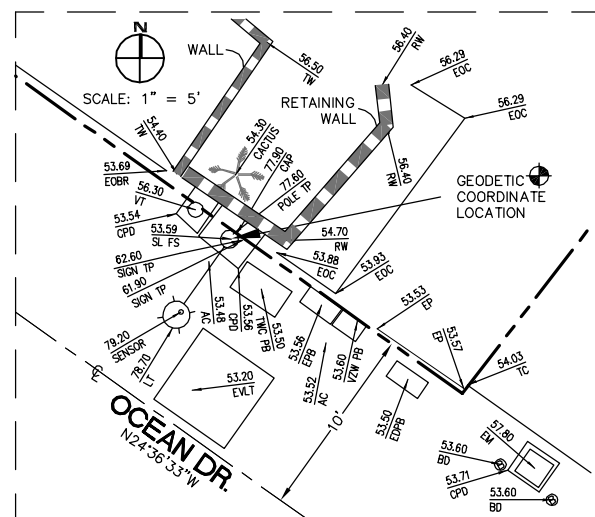 N
SCALE: 1" = 5'
WALL
56.50
TW
RETAINING
WALL
56.40
RW
56.29
EOC
56.29
EOC
54.40
TW
54.30
CACTUS
77.90
CAP
77.60
POLE TP
56.40
RW
53.69
EOBR
56.30
VT
53.54
CPD
53.59
SL FS
62.60
SIGN TP
61.90
SIGN TP
GEODETIC
COORDINATE
LOCATION
54.70
RW
53.88
EOC
53.93
EOC
53.53
EP
53.57
EP
54.03
TC
79.20
SENSOR
78.70
LT
53.48
AC
53.56
CPD
53.50
TWC PB
53.56
EPB
53.52
AC
53.60
VZW PB
53.20
EVLT
10'
53.50
EDPB
57.80
EM
53.60
BD
53.71
CPD
53.60
BD
CL
OCEAN DR.
N24°36'33"W